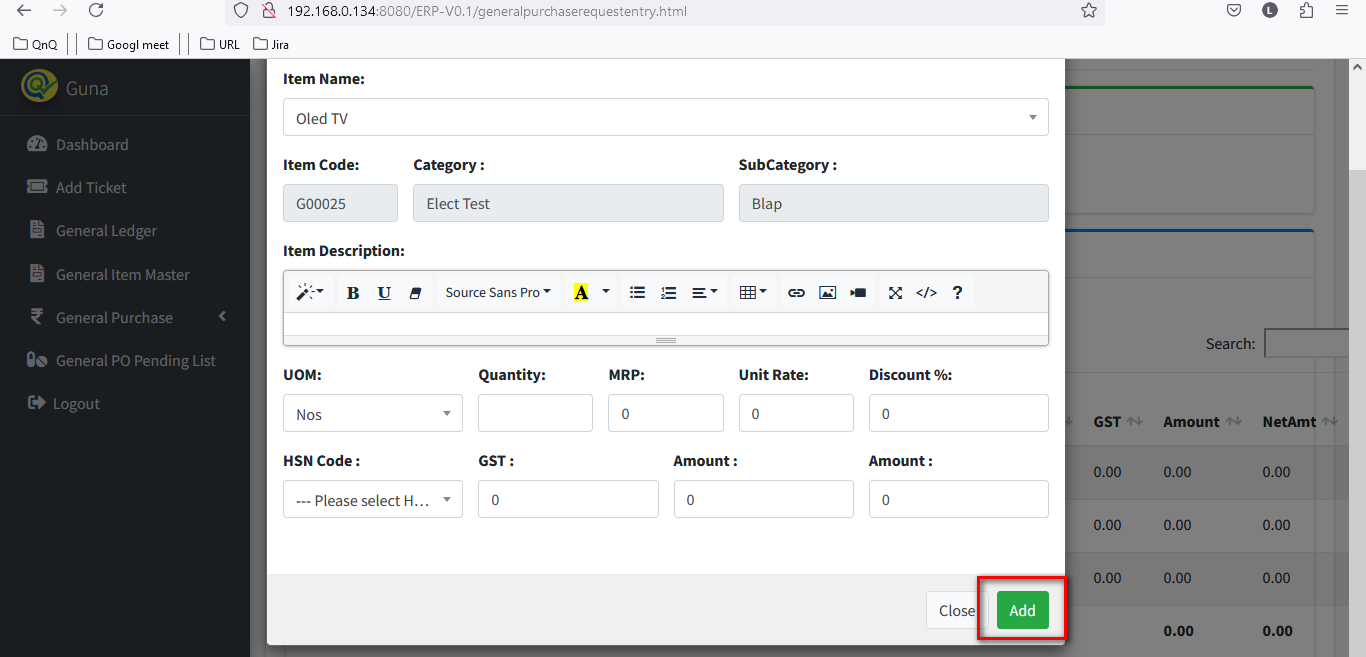 192.168.0.134:8080/ERP-V0.1/generalpurchaserequestentry.html
L
QnQ Googl meet URL Jira
Guna
Dashboard
Add Ticket
General Ledger
General Item Master
General Purchase
General PO Pending List
Logout
Item Name:
Oled TV
Item Code: Category : SubCategory :
G00025 Elect Test Blap
Item Description:
B U Source Sans Pro A </> ?
UOM: Quantity: MRP: Unit Rate: Discount %:
Nos 0 0 0
HSN Code : GST : Amount : Amount :
--- Please select H... 0 0 0
Close Add
Search:
GST Amount NetAmt
0.00 0.00 0.00
0.00 0.00 0.00
0.00 0.00 0.00
0.00 0.00